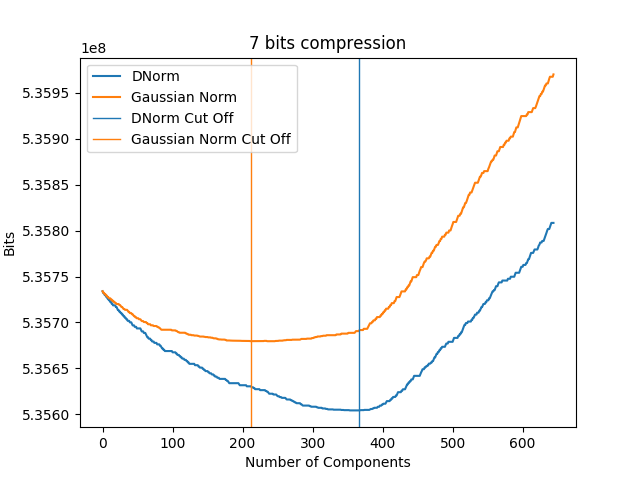 7 bits compression
1e8
DNorm
Gaussian Norm
DNorm Cut Off
Gaussian Norm Cut Off
5.3595
5.3590
5.3585
5.3580
5.3575
5.3570
5.3565
5.3560
Bits
0 100 200 300 400 500 600
Number of Components